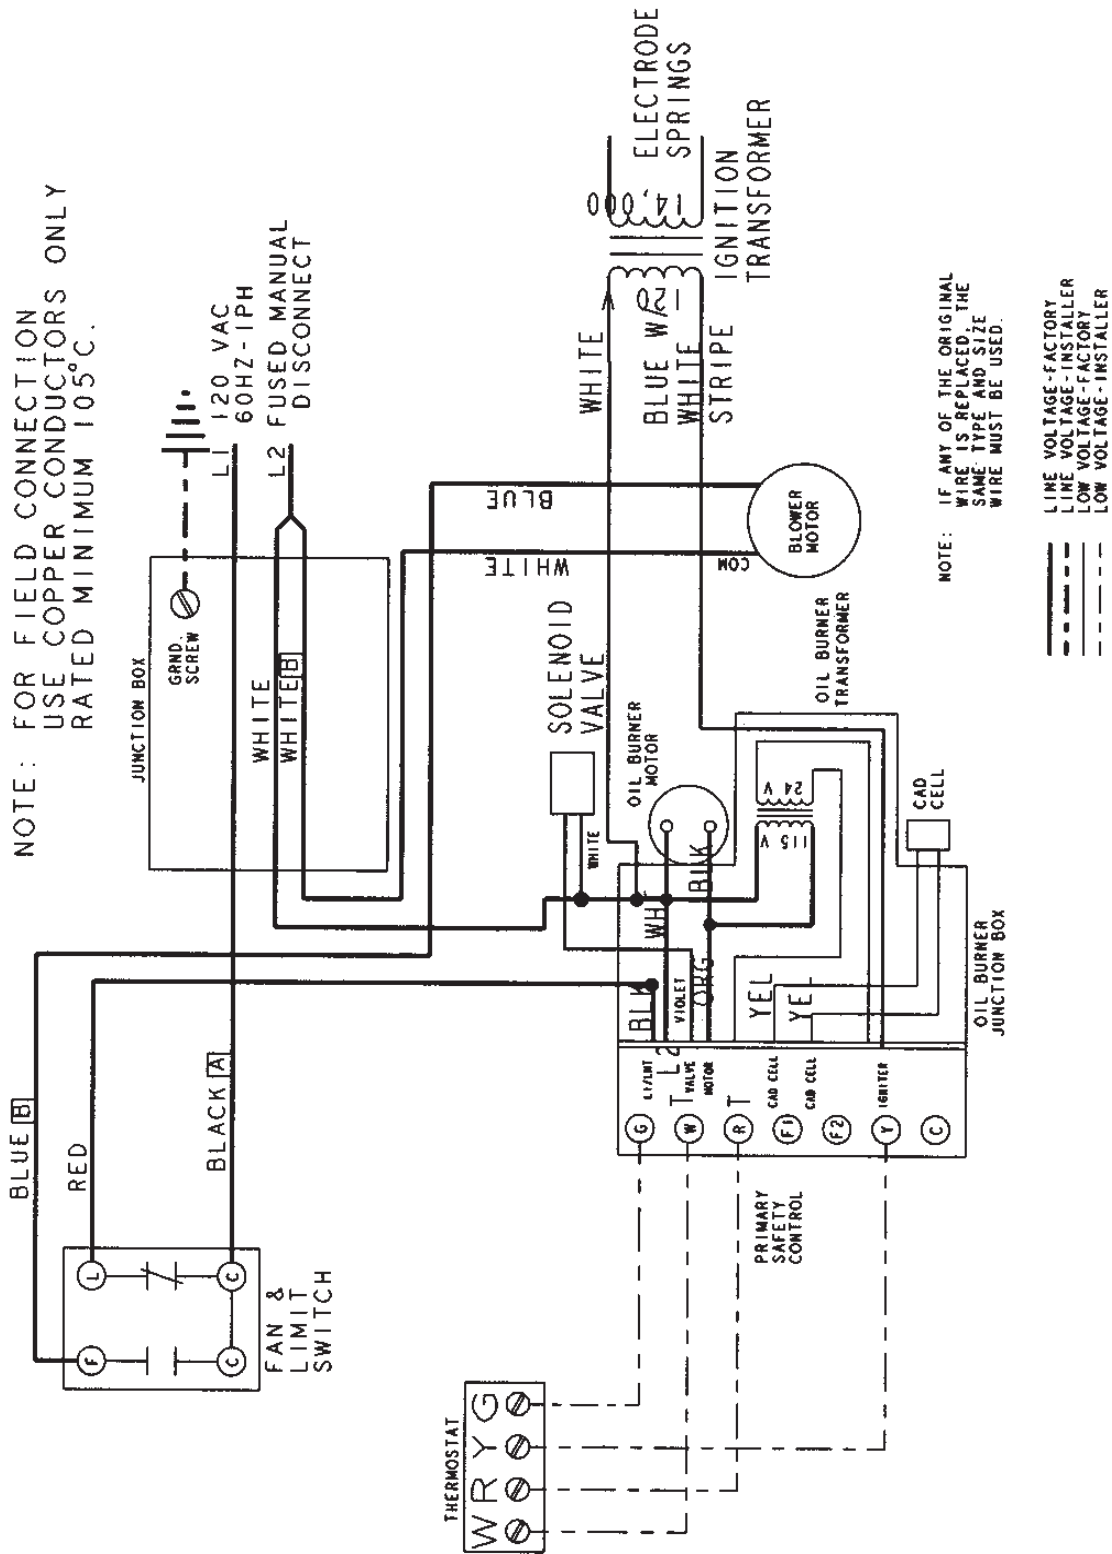 NOTE: FOR FIELD CONNECTION
USE COPPER CONDUCTORS ONLY
RATED MINIMUM 105°C.
BLUE B
RED
BLACK A
F
L
C
C
FAN &
LIMIT
SWITCH
JUNCTION BOX
GRND.
SCREW
WHITE
WHITE B
L1
120 VAC
60HZ-1PH
L2
FUSED MANUAL
DISCONNECT
BLUE
WHITE
COM
BLOWER
MOTOR
WHITE
BLUE W/
WHITE
STRIPE
120
14,000
ELECTRODE
SPRINGS
IGNITION
TRANSFORMER
SOLENOID
VALVE
WHITE
OIL BURNER
MOTOR
OIL BURNER
TRANSFORMER
115 V
24 V
CAD
CELL
BLK
WHT
VIOLET
ORG
BLK
YEL
YEL
OIL BURNER
JUNCTION BOX
THERMOSTAT
W R Y G
G
W
R
F1
F2
Y
C
L1/LMT
L2
T
VALVE
MOTOR
T
CAD CELL
CAD CELL
IGNITER
PRIMARY
SAFETY
CONTROL
NOTE: IF ANY OF THE ORIGINAL
WIRE IS REPLACED, THE
SAME TYPE AND SIZE
WIRE MUST BE USED.
LINE VOLTAGE-FACTORY
LINE VOLTAGE-INSTALLER
LOW VOLTAGE-FACTORY
LOW VOLTAGE-INSTALLER